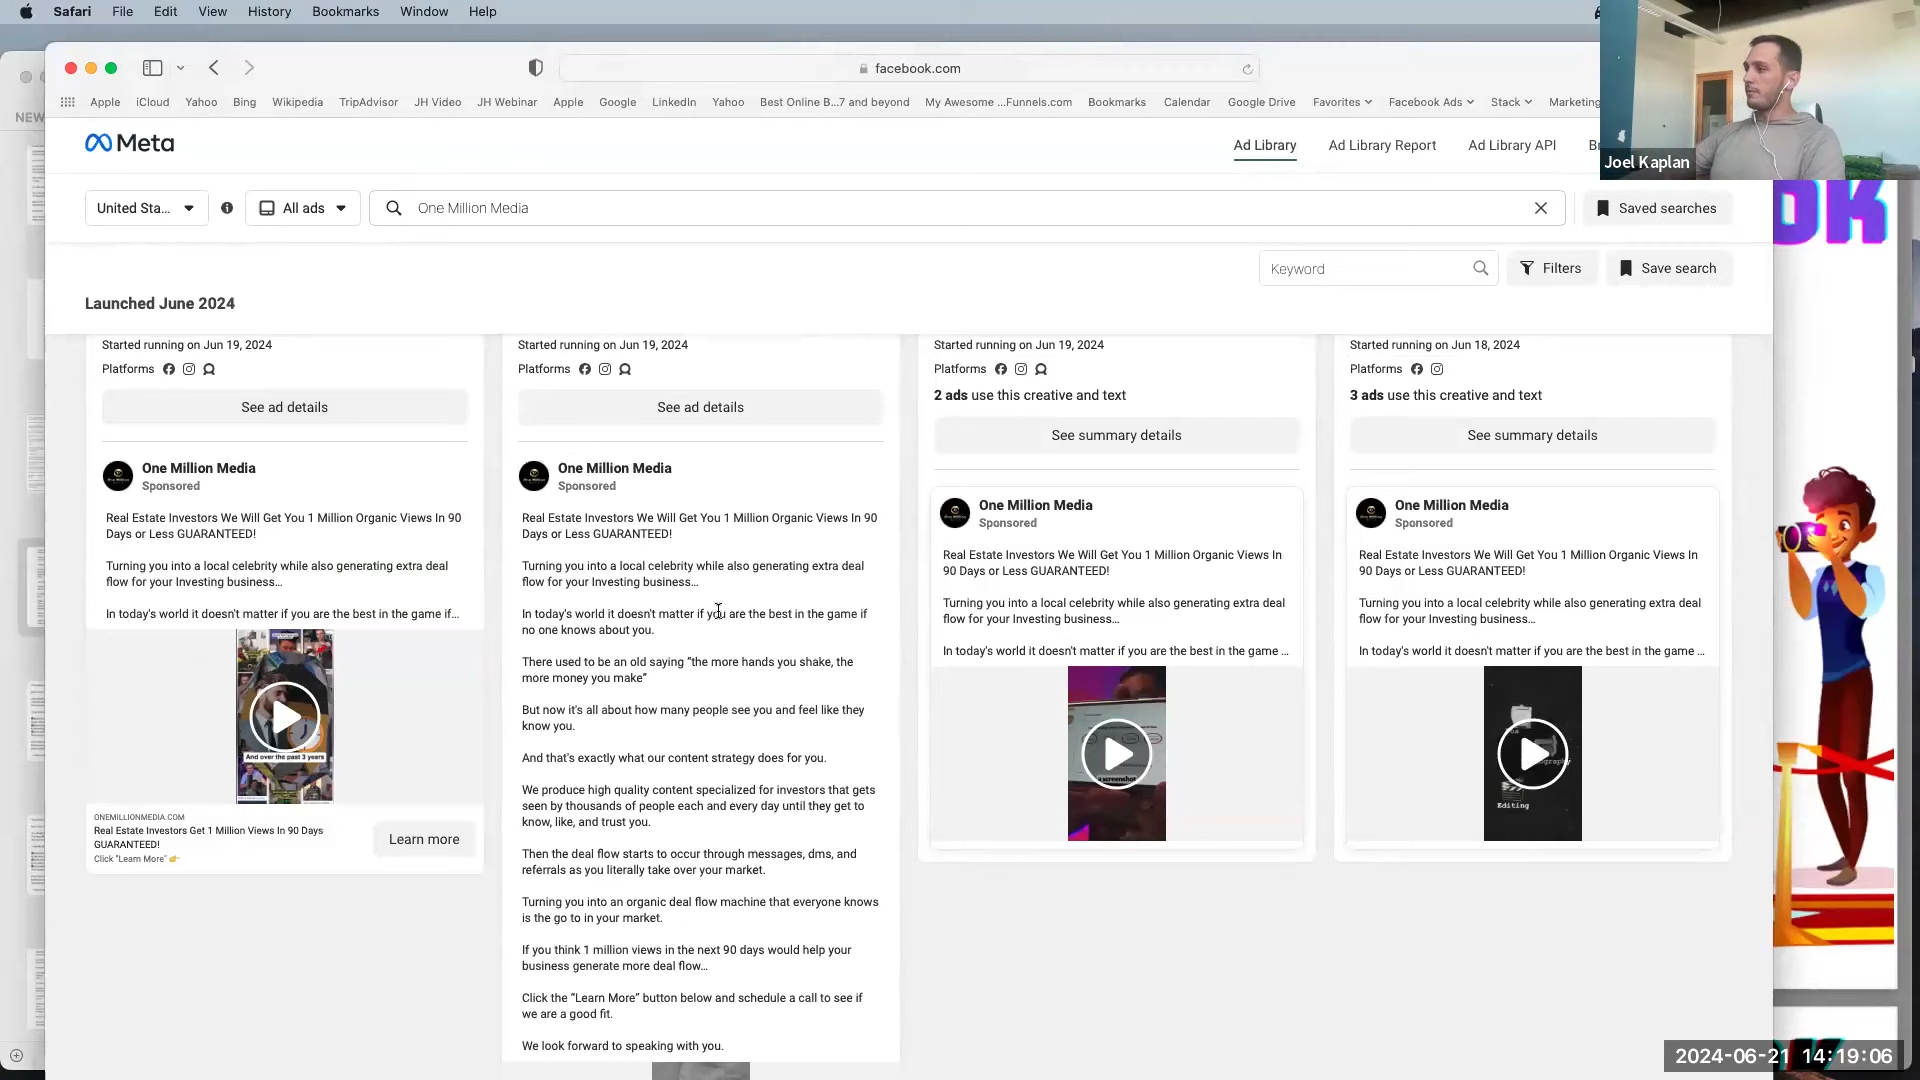 Safari File Edit View History Bookmarks Window Help
facebook.com
NEW
Apple iCloud Yahoo Bing Wikipedia TripAdvisor JH Video JH Webinar Apple Google LinkedIn Yahoo Best Online B...7 and beyond My Awesome ...Funnels.com Bookmarks Calendar Google Drive Favorites Facebook Ads Stack Marketing
Meta
Ad Library Ad Library Report Ad Library API
Joel Kaplan
United Sta... All ads One Million Media Saved searches
Keyword Filters Save search
Launched June 2024
Started running on Jun 19, 2024
Platforms
See ad details
One Million Media
Sponsored
Real Estate Investors We Will Get You 1 Million Organic Views In 90
Days or Less GUARANTEED!
Turning you into a local celebrity while also generating extra deal
flow for your Investing business...
In today's world it doesn't matter if you are the best in the game if...
And over the past 3 years
ONEMILLIONMEDIA.COM
Real Estate Investors Get 1 Million Views In 90 Days
GUARANTEED!
Click "Learn More" 👉
Learn more
Started running on Jun 19, 2024
Platforms
See ad details
One Million Media
Sponsored
Real Estate Investors We Will Get You 1 Million Organic Views In 90
Days or Less GUARANTEED!
Turning you into a local celebrity while also generating extra deal
flow for your Investing business...
In today's world it doesn't matter if you are the best in the game if
no one knows about you.
There used to be an old saying "the more hands you shake, the
more money you make"
But now it's all about how many people see you and feel like they
know you.
And that's exactly what our content strategy does for you.
We produce high quality content specialized for investors that gets
seen by thousands of people each and every day until they get to
know, like, and trust you.
Then the deal flow starts to occur through messages, dms, and
referrals as you literally take over your market.
Turning you into an organic deal flow machine that everyone knows
is the go to in your market.
If you think 1 million views in the next 90 days would help your
business generate more deal flow...
Click the "Learn More" button below and schedule a call to see if
we are a good fit.
We look forward to speaking with you.
Started running on Jun 19, 2024
Platforms
2 ads use this creative and text
See summary details
One Million Media
Sponsored
Real Estate Investors We Will Get You 1 Million Organic Views In
90 Days or Less GUARANTEED!
Turning you into a local celebrity while also generating extra deal
flow for your Investing business...
In today's world it doesn't matter if you are the best in the game ...
a screenshot
Started running on Jun 18, 2024
Platforms
3 ads use this creative and text
See summary details
One Million Media
Sponsored
Real Estate Investors We Will Get You 1 Million Organic Views In
90 Days or Less GUARANTEED!
Turning you into a local celebrity while also generating extra deal
flow for your Investing business...
In today's world it doesn't matter if you are the best in the game ...
Editing
2024-06-21 14:19:06